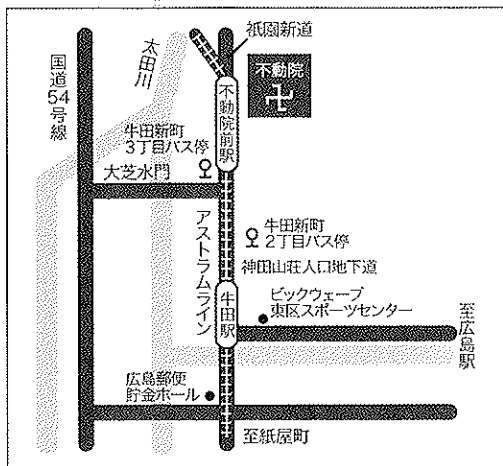 祇園新道
太田川
国道54号線
不動院
不動院前駅
牛田新町
3丁目バス停
大芝水門
牛田新町
2丁目バス停
アストラムライン
神田山荘入口地下道
牛田駅
ビックウェーブ
東区スポーツセンター
至広島駅
広島郵便
貯金ホール
至紙屋町